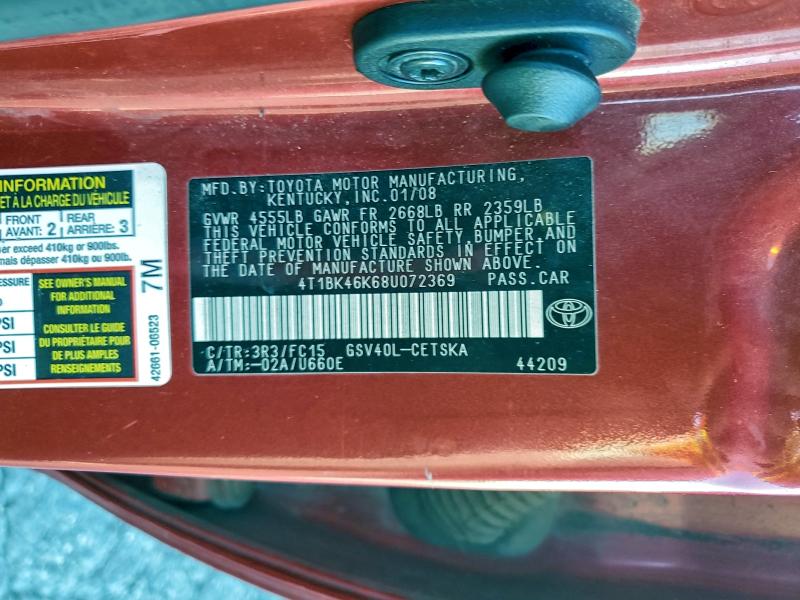 INFORMATION
ET À LA CHARGE DU VÉHICULE
FRONT
AVANT: 2
REAR
ARRIÈRE: 3
exceed 410kg or 900lbs.
mais dépasser 410kg ou 900lb.
PSI
PSI
SEE OWNER'S MANUAL
FOR ADDITIONAL
INFORMATION
CONSULTER LE GUIDE
DU PROPRIÉTAIRE
POUR PLUS DE
RENSEIGNEMENTS
7M
42661-06523
MFD. BY: TOYOTA MOTOR MANUFACTURING,
KENTUCKY, INC. 01/08
GVWR 4555LB GAWR FR 2668LB RR 2359LB
THIS VEHICLE CONFORMS TO ALL APPLICABLE
FEDERAL MOTOR VEHICLE SAFETY, BUMPER AND
THEFT PREVENTION STANDARDS IN EFFECT ON
THE DATE OF MANUFACTURE SHOWN ABOVE.
4T1BK46K68U072369 PASS. CAR
C/TR: 3R3/FC15 GSV40L-CETSKA
A/TM: -02A/U660E 44209